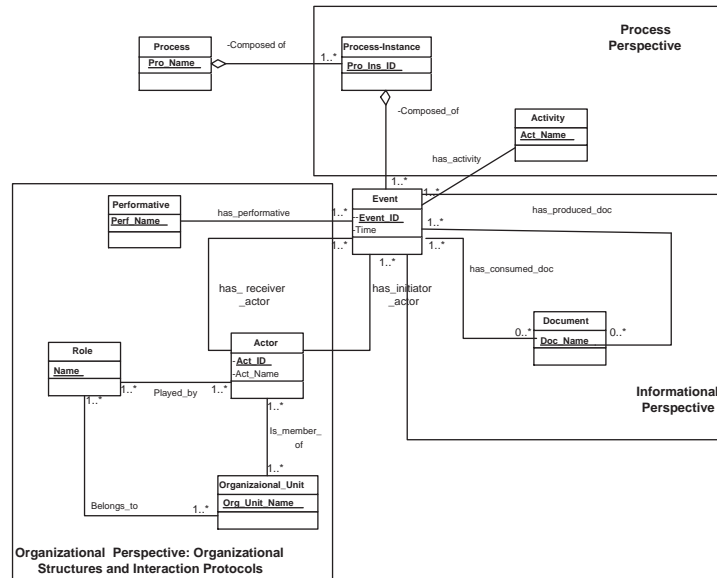 Process
Perspective
Process
Pro_Name
-Composed of
1..*
Process-Instance
Pro_Ins_ID
-Composed_of
1..*
Activity
Act_Name
has_activity
1..*
Performative
Perf_Name
has_performative
1..*
Event
-Event_ID
-Time
1..*
1..*
1..*
1..*
has_produced_doc
has_ receiver
_actor
has_initiator
_actor
has_consumed_doc
Document
Doc_Name
0..*
0..*
Role
Name
1..*
1..*
Played_by
1..*
Actor
-Act_ID
-Act_Name
1..*
Is_member_
of
1..*
Informational
Perspective
Organizaional_Unit
Org_Unit_Name
Belongs_to
1..*
Organizational Perspective: Organizational
Structures and Interaction Protocols